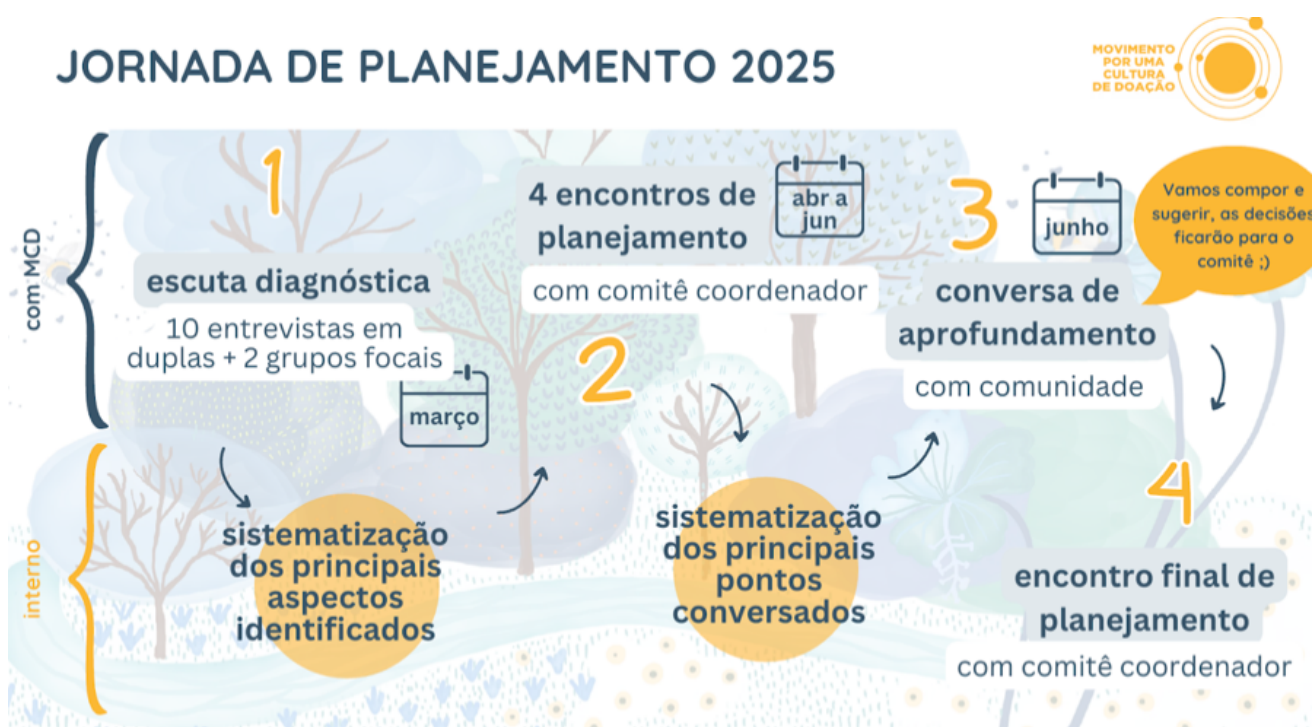 JORNADA DE PLANEJAMENTO 2025
MOVIMENTO
POR UMA
CULTURA
DE DOAÇÃO
com MCD
1
escuta diagnóstica
10 entrevistas em
duplas + 2 grupos focais
março
sistematização
dos principais
aspectos
identificados
2
4 encontros de
planejamento
abr a
jun
com comitê coordenador
sistematização
dos principais
pontos
conversados
3
junho
conversa de
aprofundamento
com comunidade
Vamos compor e
sugerir, as decisões
ficarão para o
comitê ;)
interno
4
encontro final de
planejamento
com comitê coordenador